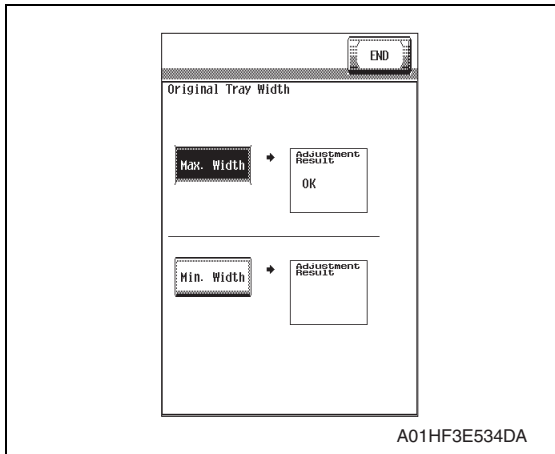 END
Original Tray Width
Max. Width
Adjustment
Result
OK
Min. Width
Adjustment
Result
A01HF3E534DA